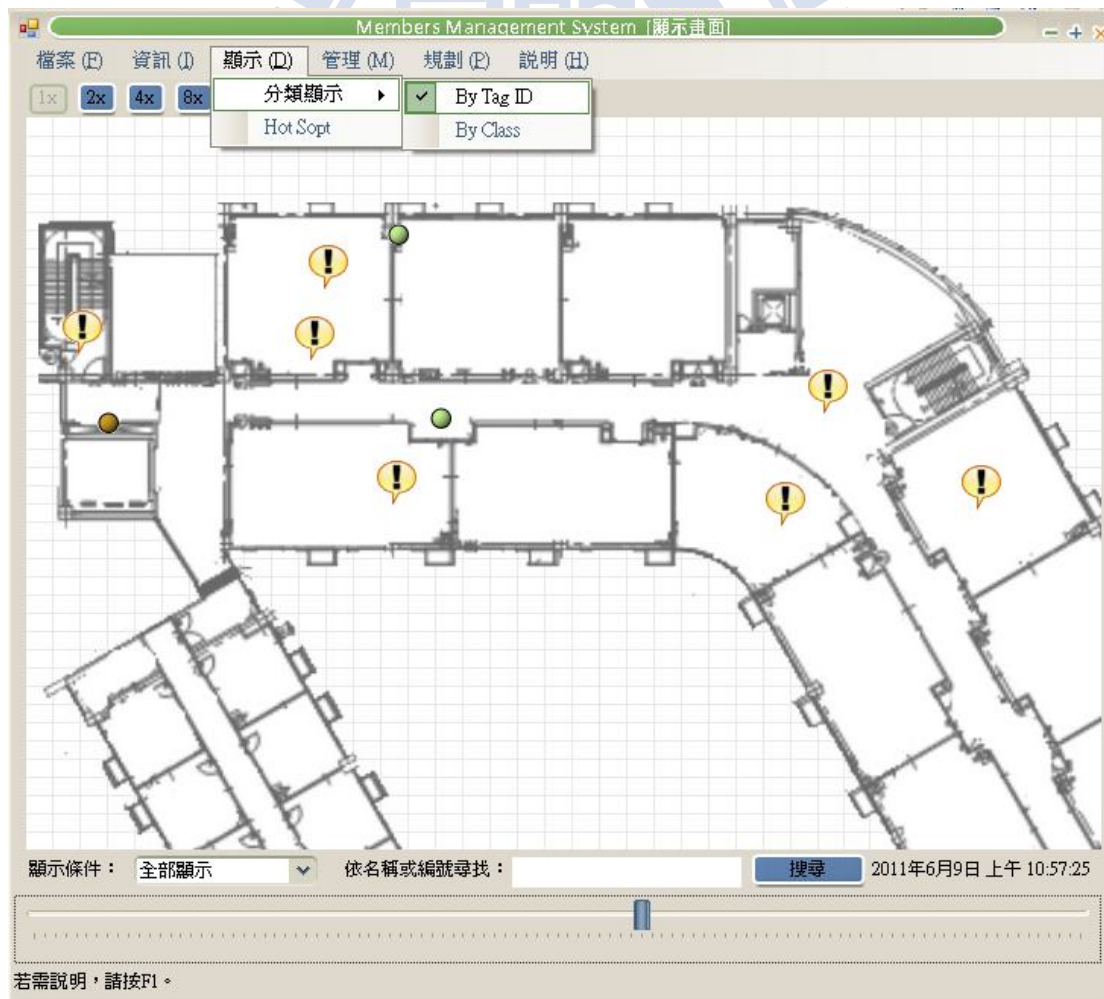 Members Management System [顯示畫面]
檔案 (F) 資訊 (I) 顯示 (D) 管理 (M) 規劃 (P) 説明 (H)
1x 2x 4x 8x 分類顯示 By Tag ID
Hot Sopt By Class
顯示條件： 全部顯示 依名稱或編號尋找： 搜尋 2011年6月9日 上午 10:57:25
若需說明，請按F1。